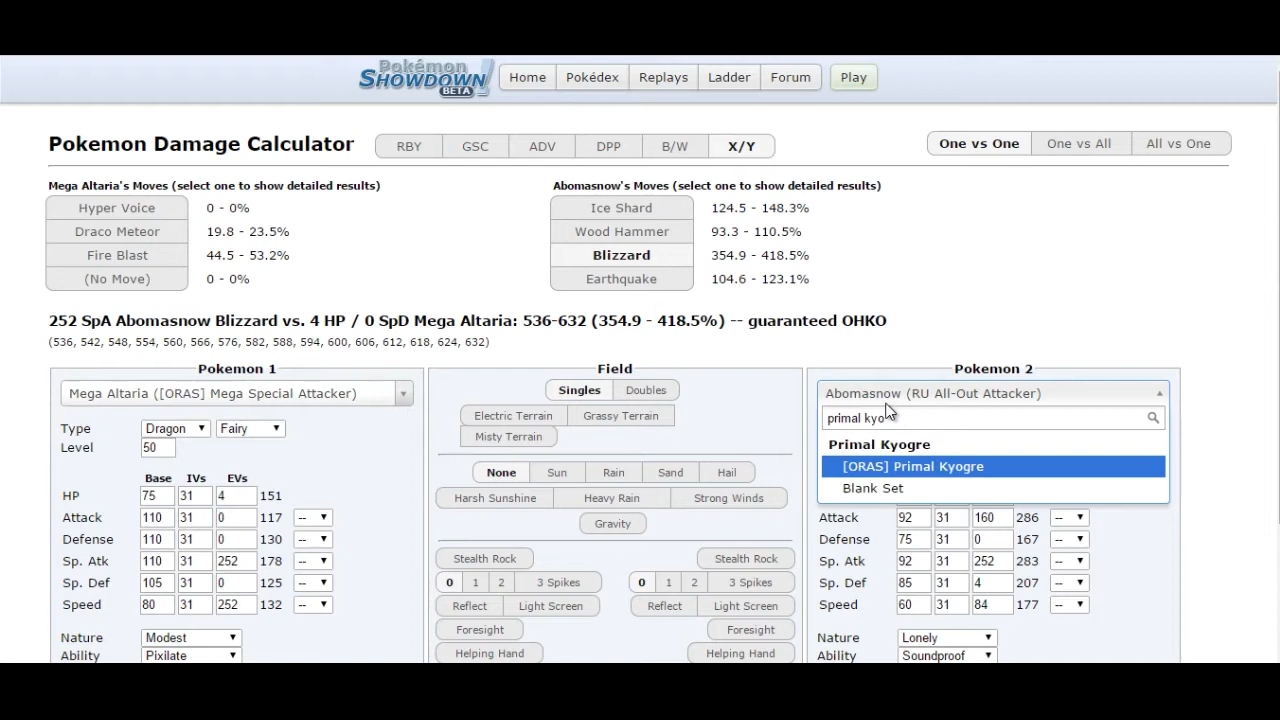 Pokémon
SHOWDOWN!
BETA
Home Pokédex Replays Ladder Forum Play
Pokemon Damage Calculator RBY GSC ADV DPP B/W X/Y One vs One One vs All All vs One
Mega Altaria's Moves (select one to show detailed results) Abomasnow's Moves (select one to show detailed results)
Hyper Voice 0 - 0% Ice Shard 124.5 - 148.3%
Draco Meteor 19.8 - 23.5% Wood Hammer 93.3 - 110.5%
Fire Blast 44.5 - 53.2% Blizzard 354.9 - 418.5%
(No Move) 0 - 0% Earthquake 104.6 - 123.1%
252 SpA Abomasnow Blizzard vs. 4 HP / 0 SpD Mega Altaria: 536-632 (354.9 - 418.5%) -- guaranteed OHKO
(536, 542, 548, 554, 560, 566, 576, 582, 588, 594, 600, 606, 612, 618, 624, 632)
Pokemon 1 Field Pokemon 2
Mega Altaria ([ORAS] Mega Special Attacker) Singles Doubles Abomasnow (RU All-Out Attacker)
Electric Terrain Grassy Terrain primal kyo
Type Dragon Fairy Misty Terrain Primal Kyogre
Level 50 None Sun Rain Sand Hail [ORAS] Primal Kyogre
Base IVs EVs Harsh Sunshine Heavy Rain Strong Winds Blank Set
HP 75 31 4 151
Attack 110 31 0 117 -- Gravity Attack 92 31 160 286 --
Defense 110 31 0 130 -- Defense 75 31 0 167 --
Sp. Atk 110 31 252 178 -- Stealth Rock Stealth Rock Sp. Atk 92 31 252 283 --
Sp. Def 105 31 0 125 -- 0 1 2 3 Spikes 0 1 2 3 Spikes Sp. Def 85 31 4 207 --
Speed 80 31 252 132 -- Reflect Light Screen Reflect Light Screen Speed 60 31 84 177 --
Nature Modest Foresight Foresight Nature Lonely
Ability Pixilate Helping Hand Helping Hand Ability Soundproof